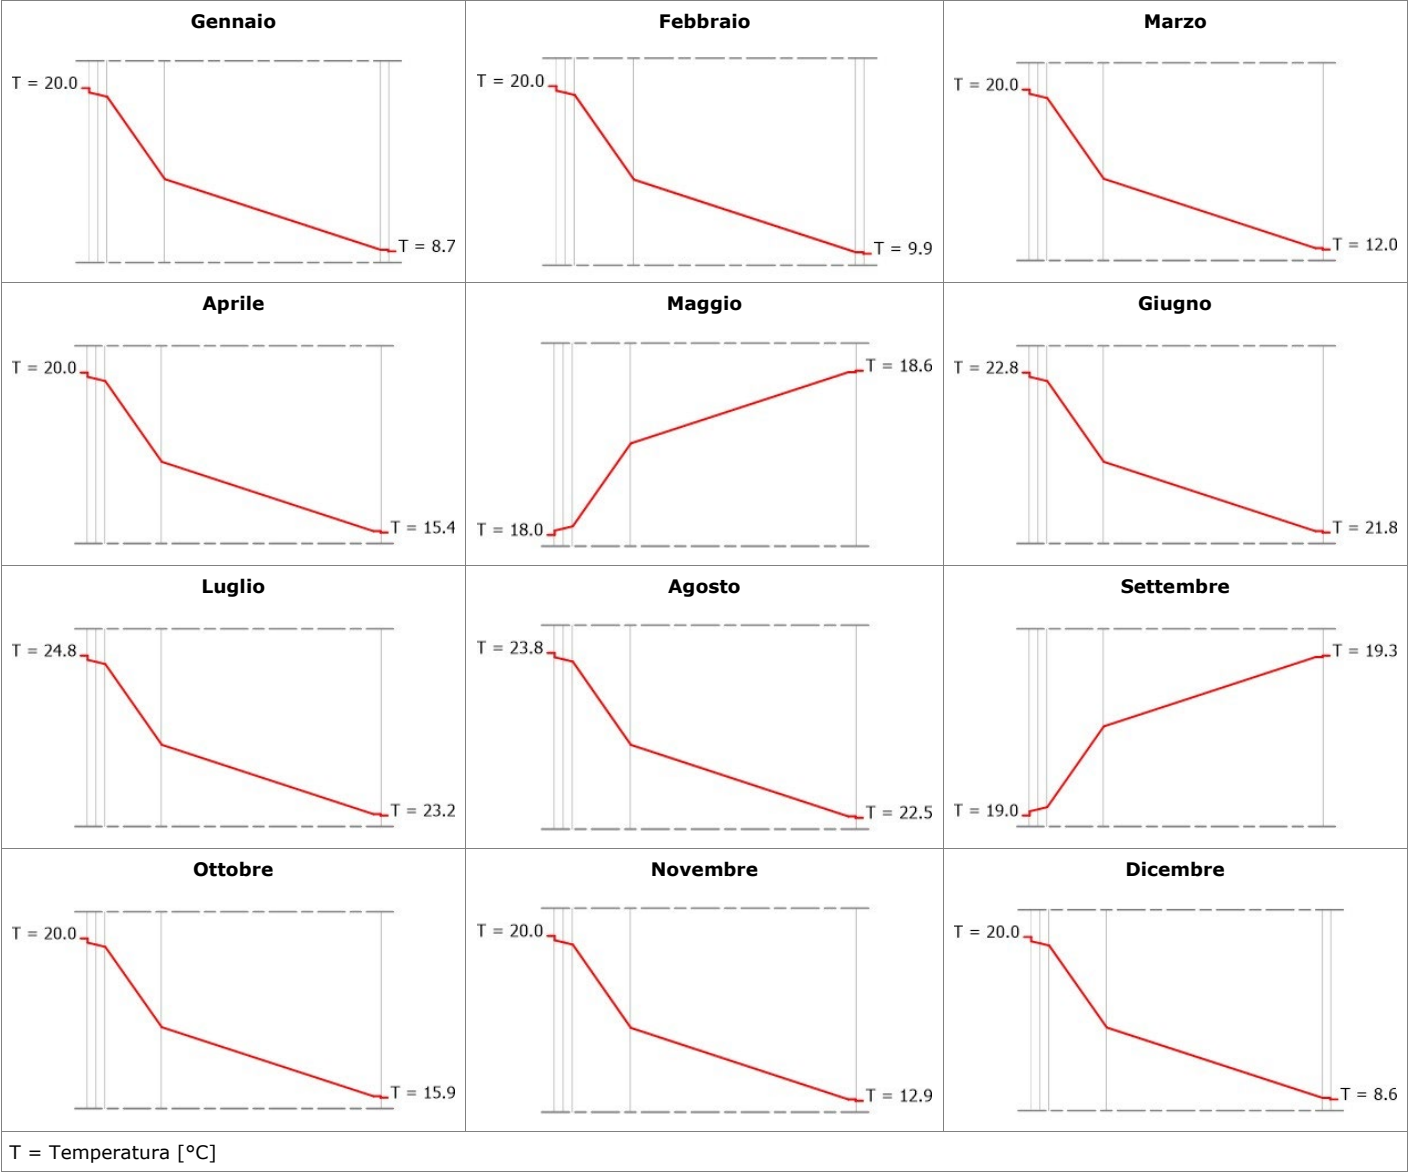 Gennaio
T = 20.0
T = 8.7
Febbraio
T = 20.0
T = 9.9
Marzo
T = 20.0
T = 12.0
Aprile
T = 20.0
T = 15.4
Maggio
T = 18.6
T = 18.0
Giugno
T = 22.8
T = 21.8
Luglio
T = 24.8
T = 23.2
Agosto
T = 23.8
T = 22.5
Settembre
T = 19.3
T = 19.0
Ottobre
T = 20.0
T = 15.9
Novembre
T = 20.0
T = 12.9
Dicembre
T = 20.0
T = 8.6
T = Temperatura [°C]